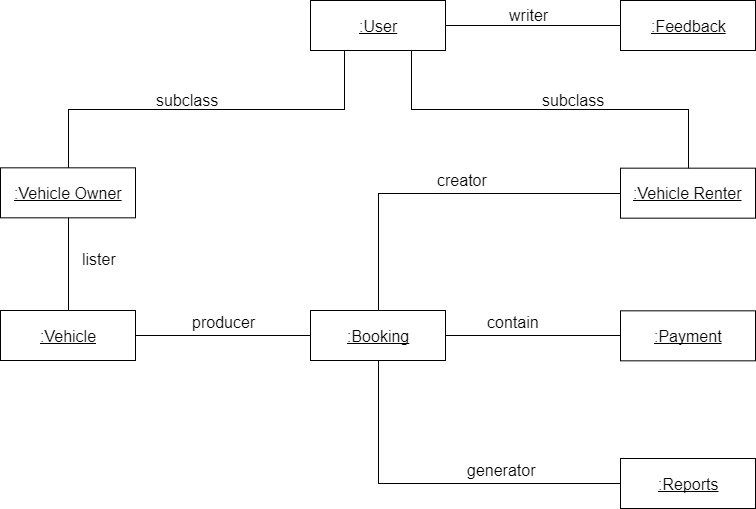 :User
writer
:Feedback
subclass
subclass
:Vehicle Owner
creator
:Vehicle Renter
lister
:Vehicle
producer
:Booking
contain
:Payment
generator
:Reports